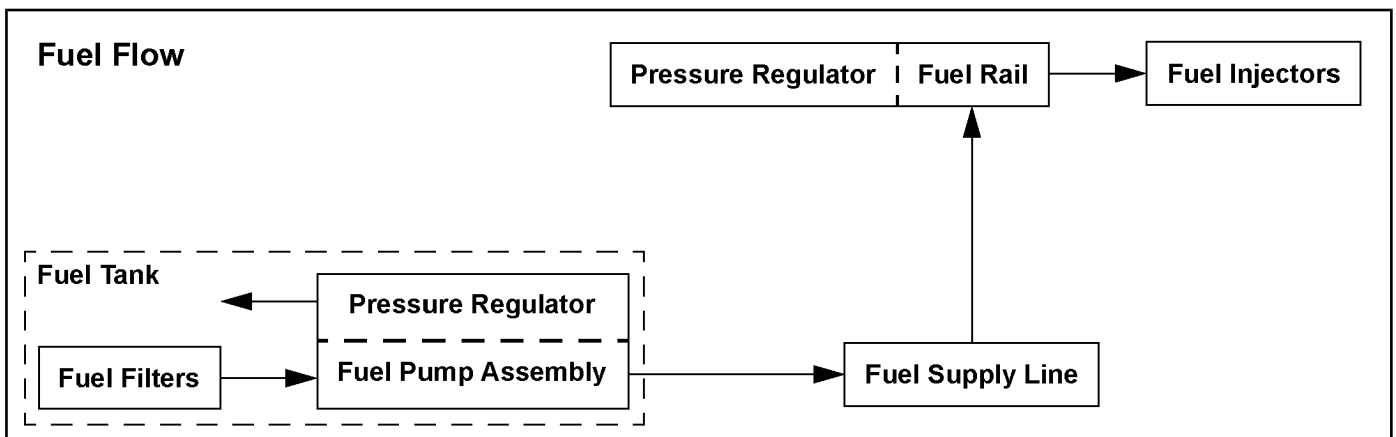 Fuel Flow
Pressure Regulator
Fuel Rail
Fuel Injectors
Fuel Tank
Pressure Regulator
Fuel Filters
Fuel Pump Assembly
Fuel Supply Line